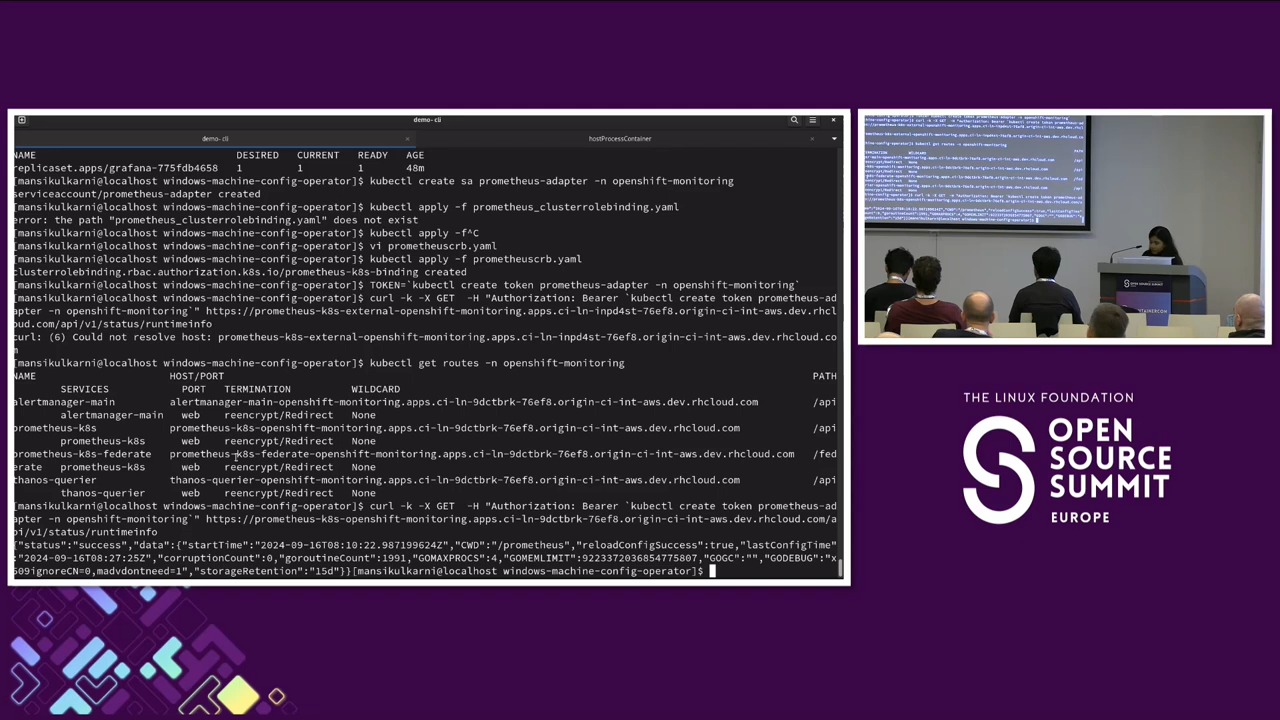 demo- cli
demo- cli
hostProcessContainer
NAME DESIRED CURRENT READY AGE
1 1 1 48m
[mansikulkarni@localhost windows-machine-config-operator]$ kubectl create sa prometheus-adapter -n openshift-monitoring
serviceaccount/prometheus-adapter created
[mansikulkarni@localhost windows-machine-config-operator]$ kubectl apply -f prometheus_clusterrolebinding.yaml
error: the path "prometheus_clusterrolebinding.yaml" does not exist
[mansikulkarni@localhost windows-machine-config-operator]$ kubectl apply -f^C
[mansikulkarni@localhost windows-machine-config-operator]$ vi prometheuscrb.yaml
[mansikulkarni@localhost windows-machine-config-operator]$ kubectl apply -f prometheuscrb.yaml
clusterrolebinding.rbac.authorization.k8s.io/prometheus-k8s-binding created
[mansikulkarni@localhost windows-machine-config-operator]$ TOKEN=`kubectl create token prometheus-adapter -n openshift-monitoring`
[mansikulkarni@localhost windows-machine-config-operator]$ curl -k -X GET -H "Authorization: Bearer `kubectl create token prometheus-ad
apter -n openshift-monitoring`" https://prometheus-k8s-external-openshift-monitoring.apps.ci-ln-inpd4st-76ef8.origin-ci-int-aws.dev.rhcl
oud.com/api/v1/status/runtimeinfo
curl: (6) Could not resolve host: prometheus-k8s-external-openshift-monitoring.apps.ci-ln-inpd4st-76ef8.origin-ci-int-aws.dev.rhcloud.co
m
[mansikulkarni@localhost windows-machine-config-operator]$ kubectl get routes -n openshift-monitoring
NAME HOST/PORT PATH
SERVICES PORT TERMINATION WILDCARD
alertmanager-main alertmanager-main-openshift-monitoring.apps.ci-ln-9dctbrk-76ef8.origin-ci-int-aws.dev.rhcloud.com /api
alertmanager-main web reencrypt/Redirect None
prometheus-k8s prometheus-k8s-openshift-monitoring.apps.ci-ln-9dctbrk-76ef8.origin-ci-int-aws.dev.rhcloud.com /api
prometheus-k8s web reencrypt/Redirect None
prometheus-k8s-federate prometheus-k8s-federate-openshift-monitoring.apps.ci-ln-9dctbrk-76ef8.origin-ci-int-aws.dev.rhcloud.com /fed
erate prometheus-k8s web reencrypt/Redirect None
thanos-querier thanos-querier-openshift-monitoring.apps.ci-ln-9dctbrk-76ef8.origin-ci-int-aws.dev.rhcloud.com /api
thanos-querier web reencrypt/Redirect None
[mansikulkarni@localhost windows-machine-config-operator]$ curl -k -X GET -H "Authorization: Bearer `kubectl create token prometheus-ad
apter -n openshift-monitoring`" https://prometheus-k8s-openshift-monitoring.apps.ci-ln-9dctbrk-76ef8.origin-ci-int-aws.dev.rhcloud.com/a
pi/v1/status/runtimeinfo
{"status":"success","data":{"startTime":"2024-09-16T08:10:22.987199624Z","CWD":"/prometheus","reloadConfigSuccess":true,"lastConfigTime"
:"2024-09-16T08:27:25Z","corruptionCount":0,"goroutineCount":1991,"GOMAXPROCS":4,"GOMEMLIMIT":9223372036854775807,"GOGC":"","GODEBUG":"x
509ignoreCN=0,madvdontneed=1","storageRetention":"15d"}}[mansikulkarni@localhost windows-machine-config-operator]$
THE LINUX FOUNDATION
OPEN
SOURCE
SUMMIT
EUROPE